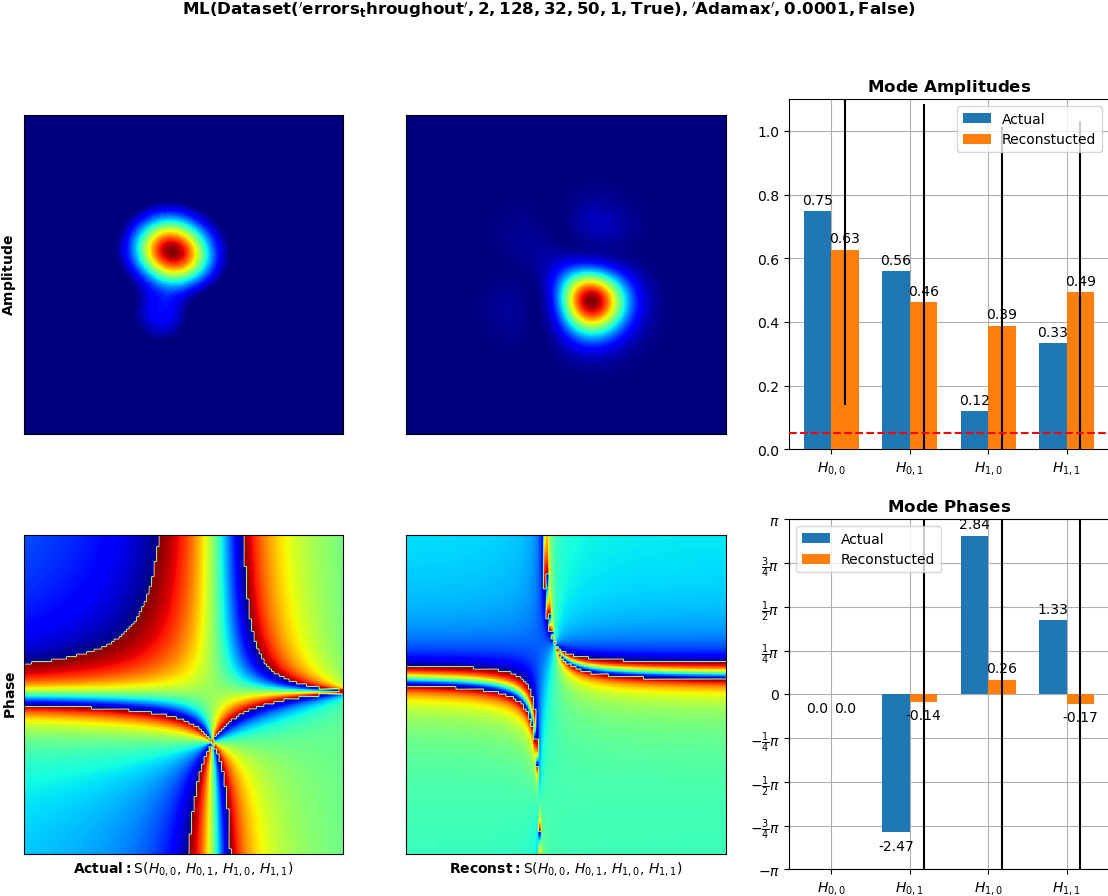 ML(Dataset('errors_throughout', 2, 128, 32, 50, 1, True), 'Adamax', 0.0001, False)
Amplitude
Mode Amplitudes
Actual
Reconstucted
1.0
0.8
0.6
0.4
0.2
0.0
0.75
0.63
0.56
0.46
0.12
0.39
0.33
0.49
H0,0 H0,1 H1,0 H1,1
Phase
Actual: S(H0,0, H0,1, H1,0, H1,1)
Reconst: S(H0,0, H0,1, H1,0, H1,1)
Mode Phases
Actual
Reconstucted
π
3/4π
1/2π
1/4π
0
−1/4π
−1/2π
−3/4π
−π
0.0 0.0
-2.47
-0.14
2.84
0.26
1.33
-0.17
H0,0 H0,1 H1,0 H1,1